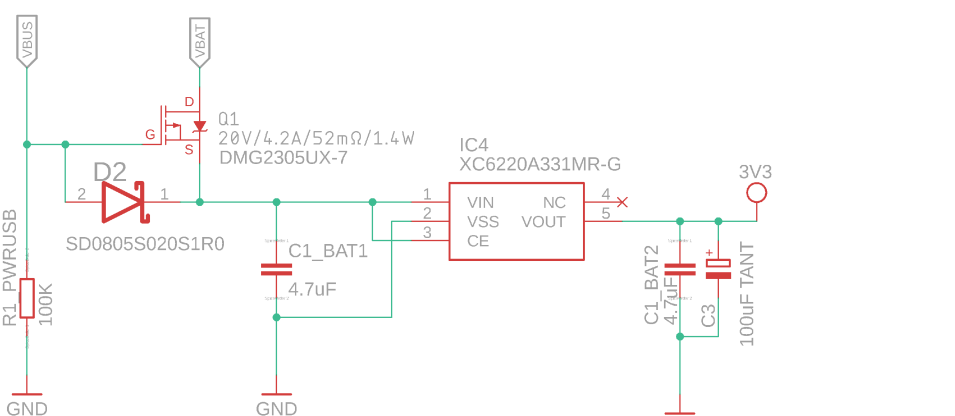 VBUS
VBAT
D
G
S
Q1
20V/4.2A/52mΩ/1.4W
DMG2305UX-7
D2
2
1
SD0805S020S1R0
IC4
XC6220A331MR-G
1
2
3
VIN
VSS
CE
NC
VOUT
4
5
3V3
C1_BAT1
4.7uF
R1_PWRUSB
100K
C1_BAT2
4.7uF
+
C3
100uF TANT
GND
GND